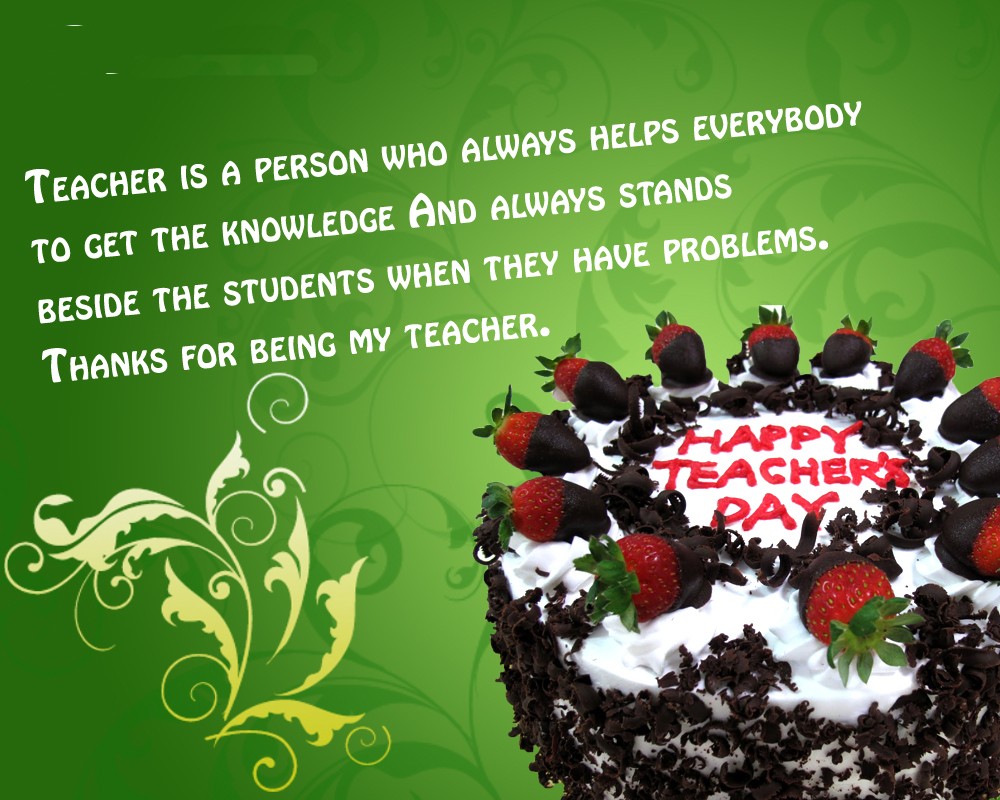 Teacher is a person who always helps everybody
to get the knowledge And always stands
beside the students when they have problems.
Thanks for being my teacher.
HAPPY
TEACHER'S
DAY